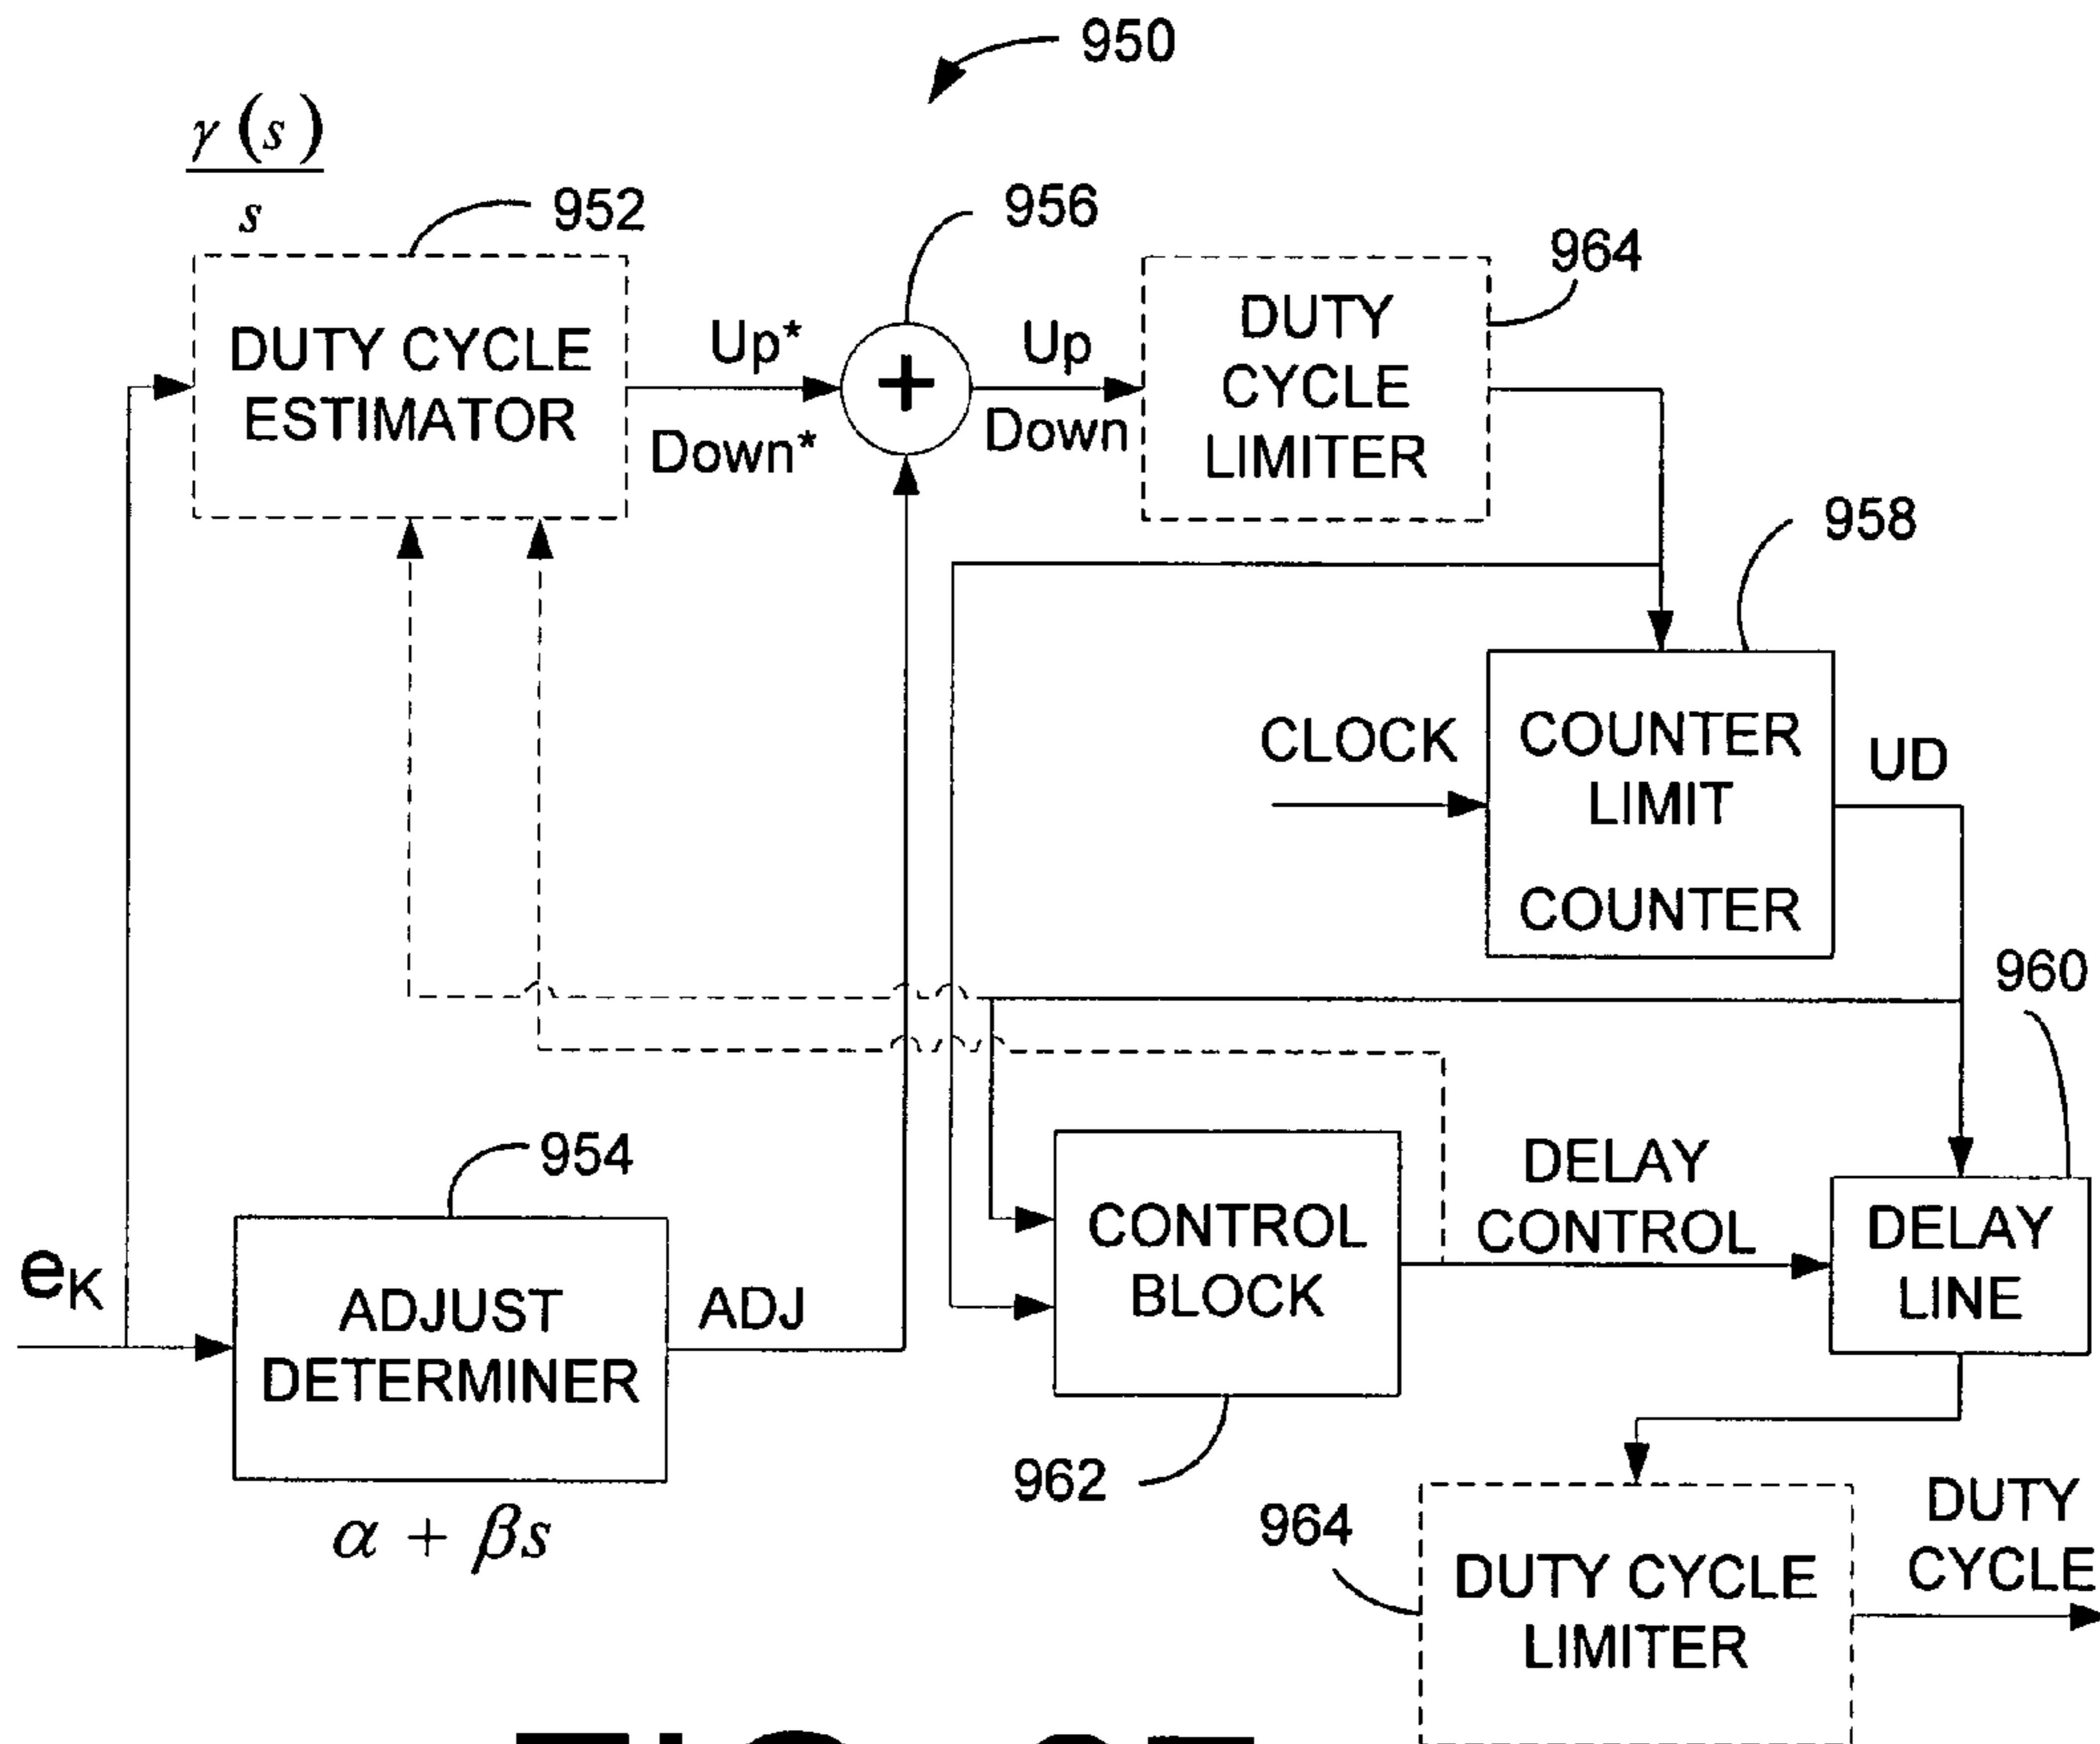 950
γ (s)
s
952
956
964
DUTY CYCLE
ESTIMATOR
Up*
Down*
+
Up
Down
DUTY
CYCLE
LIMITER
958
CLOCK
COUNTER
LIMIT
COUNTER
UD
960
954
eK
ADJUST
DETERMINER
ADJ
α + βs
CONTROL
BLOCK
962
DELAY
CONTROL
DELAY
LINE
964
DUTY CYCLE
LIMITER
DUTY
CYCLE